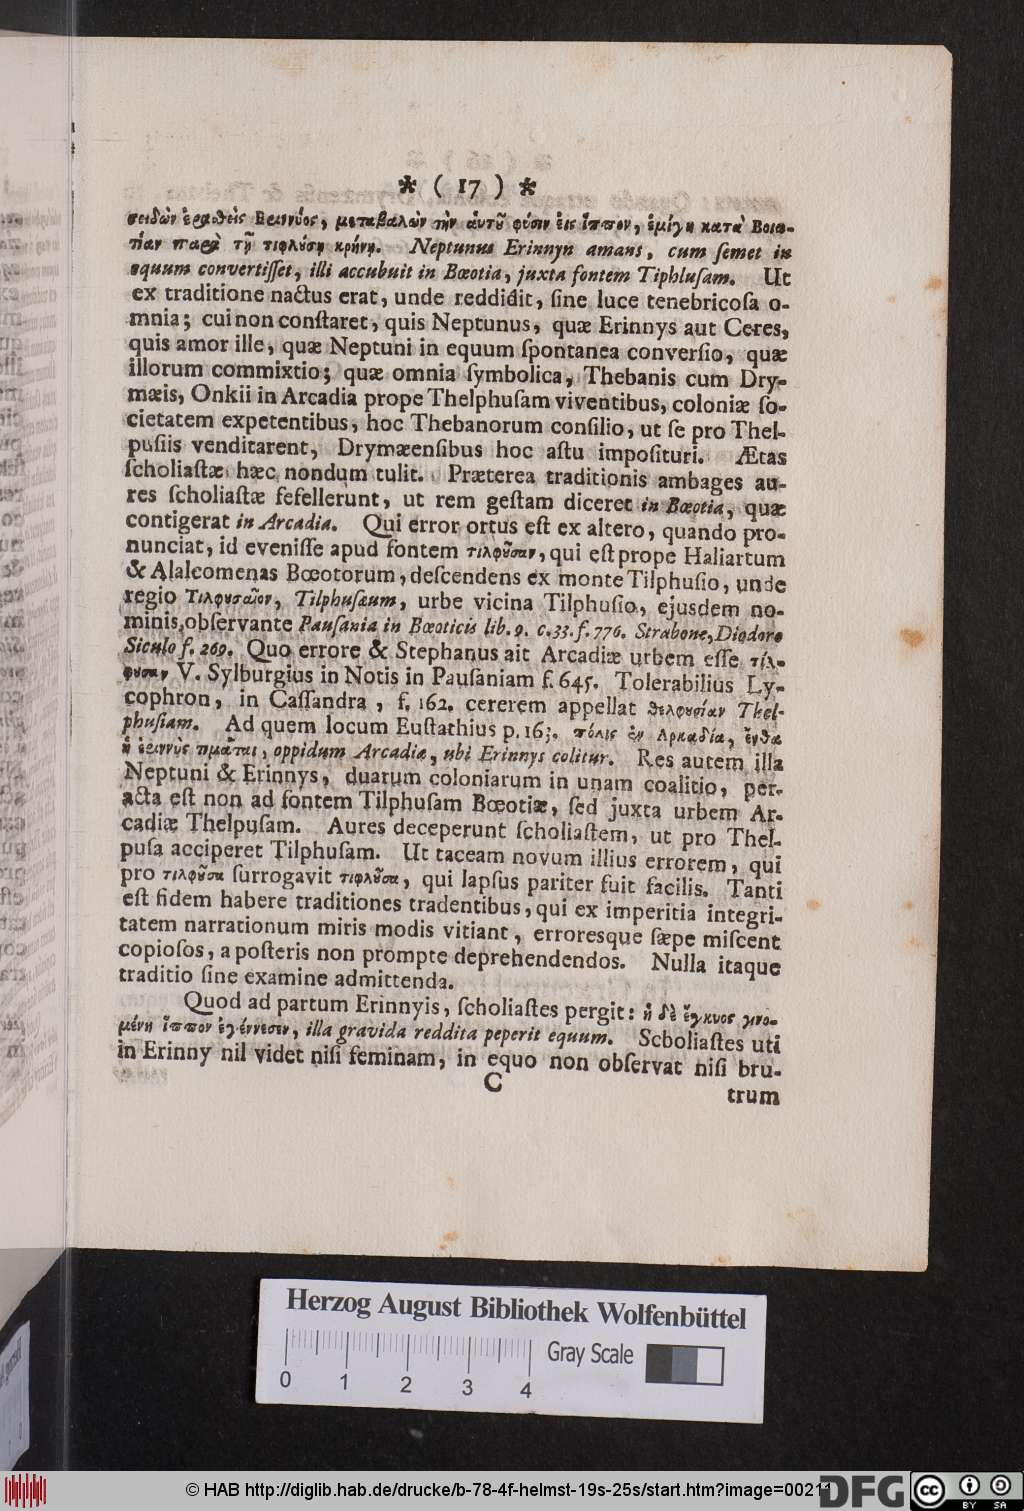 * ( 17 ) *
σειδῶν ἐραθεὶς Ἐριννύος, μεταβαλὼν τὴν ἁυτῦ φύσιν ἐις ἵππον, ἐμίγη κατὰ Βοιω-
τίαν παρὰ τῇ τιφλύσῃ κρήνῃ. Neptunus Erinnyn amans, cum ſemet in
equum convertiſſet, illi accubuit in Bœotia, juxta fontem Tiphluſam. Ut
ex traditione nactus erat, unde reddidit, ſine luce tenebricoſa o-
mnia; cui non conſtaret, quis Neptunus, quæ Erinnys aut Ceres,
quis amor ille, quæ Neptuni in equum ſpontanea converſio, quæ
illorum commixtio; quæ omnia ſymbolica, Thebanis cum Dry-
mæis, Onkii in Arcadia prope Thelphuſam viventibus, coloniæ ſo-
cietatem expetentibus, hoc Thebanorum conſilio, ut ſe pro Thel-
puſiis venditarent, Drymæenſibus hoc aſtu impoſituri. Ætas
ſcholiaſtæ hæc nondum tulit. Præterea traditionis ambages au-
res ſcholiaſtæ fefellerunt, ut rem geſtam diceret in Bœotia, quæ
contigerat in Arcadia. Qui error ortus eſt ex altero, quando pro-
nunciat, id eveniſſe apud fontem τιλφῦσαν, qui eſt prope Haliartum
& Alalcomenas Bœotorum, deſcendens ex monte Tilphuſio, unde
regio Τιλφυσαῖον, Tilphuſæum, urbe vicina Tilphuſio, ejusdem no-
minis, obſervante Pauſania in Bœoticis lib. 9. c. 33. f. 776. Strabone, Diodoro
Siculo f. 269. Quo errore & Stephanus ait Arcadiæ urbem eſſe τίλ-
φυσαν V. Sylburgius in Notis in Pauſaniam f. 645. Tolerabilius Ly-
cophron, in Caſſandra, f. 162. cererem appellat θελφυσίαν Thel-
phuſiam. Ad quem locum Euſtathius p. 163. πόλις ἐν Αρκαδία, ἔνθα
ἡ ἐριννὺς τιμᾶται, oppidum Arcadiæ, ubi Erinnys colitur. Res autem illa
Neptuni & Erinnys, duarum coloniarum in unam coalitio, per-
acta eſt non ad fontem Tilphuſam Bœotiæ, ſed juxta urbem Ar-
cadiæ Thelpuſam. Aures deceperunt ſcholiaſtem, ut pro Thel-
puſa acciperet Tilphuſam. Ut taceam novum illius errorem, qui
pro τιλφῦσα ſurrogavit τιφλῦσα, qui lapſus pariter fuit facilis. Tanti
eſt fidem habere traditiones tradentibus, qui ex imperitia integri-
tatem narrationum miris modis vitiant, erroresque ſæpe miſcent
copioſos, a poſteris non prompte deprehendendos. Nulla itaque
traditio ſine examine admittenda.
Quod ad partum Erinnyis, ſcholiaſtes pergit: ἡ δὲ ἔγκυος γινο-
μένη ἵππον ἐγέννεσιν, illa gravida reddita peperit equum. Scholiaſtes uti
in Erinny nil videt niſi feminam, in equo non obſervat niſi bru-
C
trum
Herzog August Bibliothek Wolfenbüttel
Gray Scale
0 1 2 3 4
© HAB http://diglib.hab.de/drucke/b-78-4f-helmst-19s-25s/start.htm?image=00211
DFG
cc BY SA